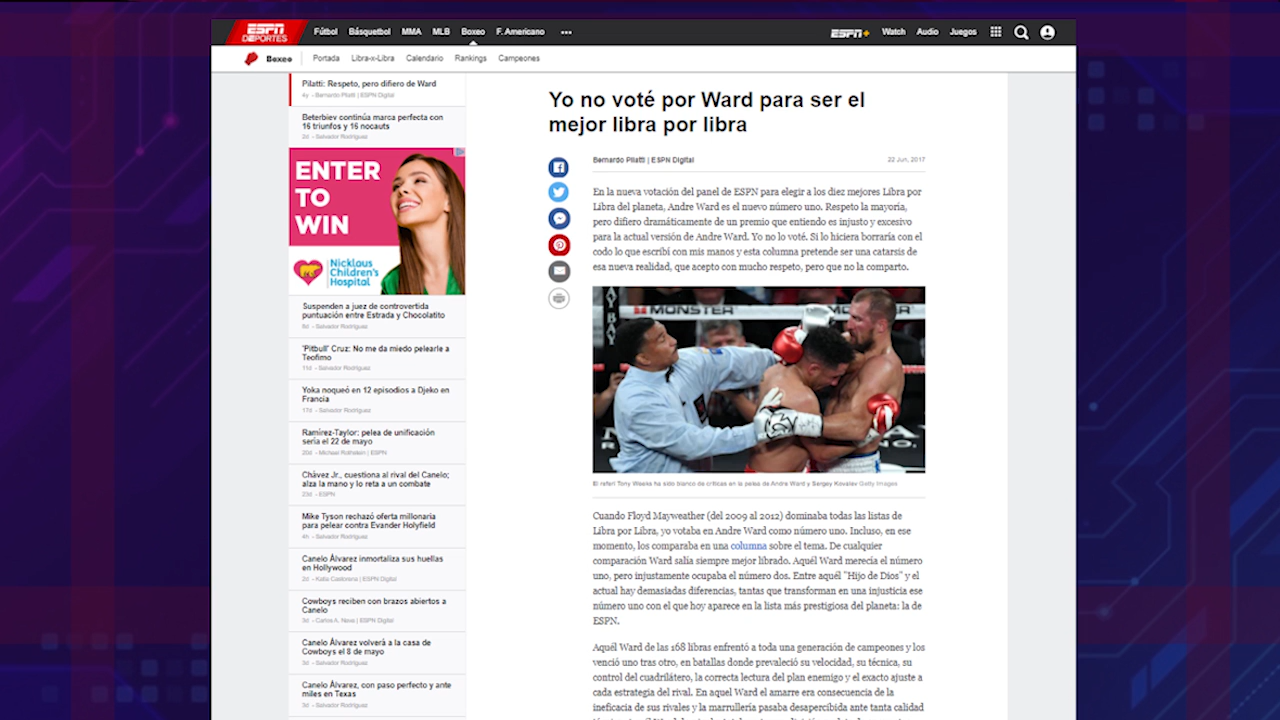 ESPN
DEPORTES
Fútbol Básquetbol MMA MLB Boxeo F. Americano
ESPN+ Watch Audio Juegos
Boxeo Portada Libra-x-Libra Calendario Rankings Campeones
Pilatti: Respeto, pero difiero de Ward
4y - Bernardo Pilatti | ESPN Digital
Beterbiev continúa marca perfecta con
16 triunfos y 16 nocauts
2d - Salvador Rodríguez
ENTER
TO
WIN
Nicklaus
Children's
Hospital
Suspenden a juez de controvertida
puntuación entre Estrada y Chocolatito
8d - Salvador Rodríguez
'Pitbull' Cruz: No me da miedo pelearle a
Teofimo
11d - Salvador Rodríguez
Yoka noqueó en 12 episodios a Djeko en
Francia
17d - Salvador Rodríguez
Ramírez-Taylor: pelea de unificación
sería el 22 de mayo
20d - Michael Rothstein | ESPN
Chávez Jr., cuestiona al rival del Canelo;
alza la mano y lo reta a un combate
23d - ESPN
Mike Tyson rechazó oferta millonaria
para pelear contra Evander Holyfield
4h - Salvador Rodríguez
Canelo Álvarez inmortaliza sus huellas
en Hollywood
2d - Katia Castorena | ESPN Digital
Cowboys reciben con brazos abiertos a
Canelo
3d - Carlos A. Nava | ESPN Digital
Canelo Álvarez volverá a la casa de
Cowboys el 8 de mayo
3d - Salvador Rodríguez
Canelo Álvarez, con paso perfecto y ante
miles en Texas
3d - Salvador Rodríguez
Yo no voté por Ward para ser el
mejor libra por libra
Bernardo Pilatti | ESPN Digital
22 Jun, 2017
En la nueva votación del panel de ESPN para elegir a los diez mejores Libra por
Libra del planeta, Andre Ward es el nuevo número uno. Respeto la mayoría,
pero difiero dramáticamente de un premio que entiendo es injusto y excesivo
para la actual versión de Andre Ward. Yo no lo voté. Si lo hiciera borraría con el
codo lo que escribí con mis manos y esta columna pretende ser una catarsis de
esa nueva realidad, que acepto con mucho respeto, pero que no la comparto.
MONSTER
El referi Tony Weeks ha sido blanco de críticas en la pelea de Andre Ward y Sergey Kovalev Getty Images
Cuando Floyd Mayweather (del 2009 al 2012) dominaba todas las listas de
Libra por Libra, yo votaba en Andre Ward como número uno. Incluso, en ese
momento, los comparaba en una columna sobre el tema. De cualquier
comparación Ward salía siempre mejor librado. Aquél Ward merecía el número
uno, pero injustamente ocupaba el número dos. Entre aquél "Hijo de Dios" y el
actual hay demasiadas diferencias, tantas que transforman en una injusticia ese
número uno con el que hoy aparece en la lista más prestigiosa del planeta: la de
ESPN.
Aquél Ward de las 168 libras enfrentó a toda una generación de campeones y los
venció uno tras otro, en batallas donde prevaleció su velocidad, su técnica, su
control del cuadrilátero, la correcta lectura del plan enemigo y el exacto ajuste a
cada estrategia del rival. En aquel Ward el amarre era consecuencia de la
ineficacia de sus rivales y la marrullería pasaba desapercibida ante tanta calidad